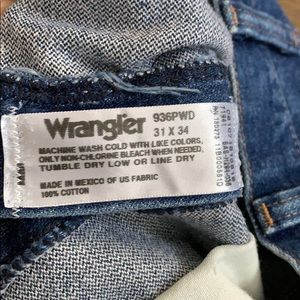 Wrangler 936PWD
31 X 34
MACHINE WASH COLD WITH LIKE COLORS,
ONLY NON-CHLORINE BLEACH WHEN NEEDED,
TUMBLE DRY LOW OR LINE DRY
MADE IN MEXICO OF US FABRIC
100% COTTON